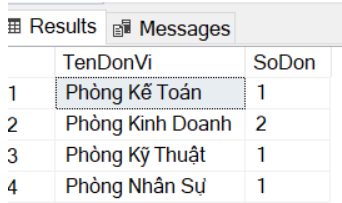 Results Messages
TenDonVi SoDon
1 Phòng Kế Toán 1
2 Phòng Kinh Doanh 2
3 Phòng Kỹ Thuật 1
4 Phòng Nhân Sự 1